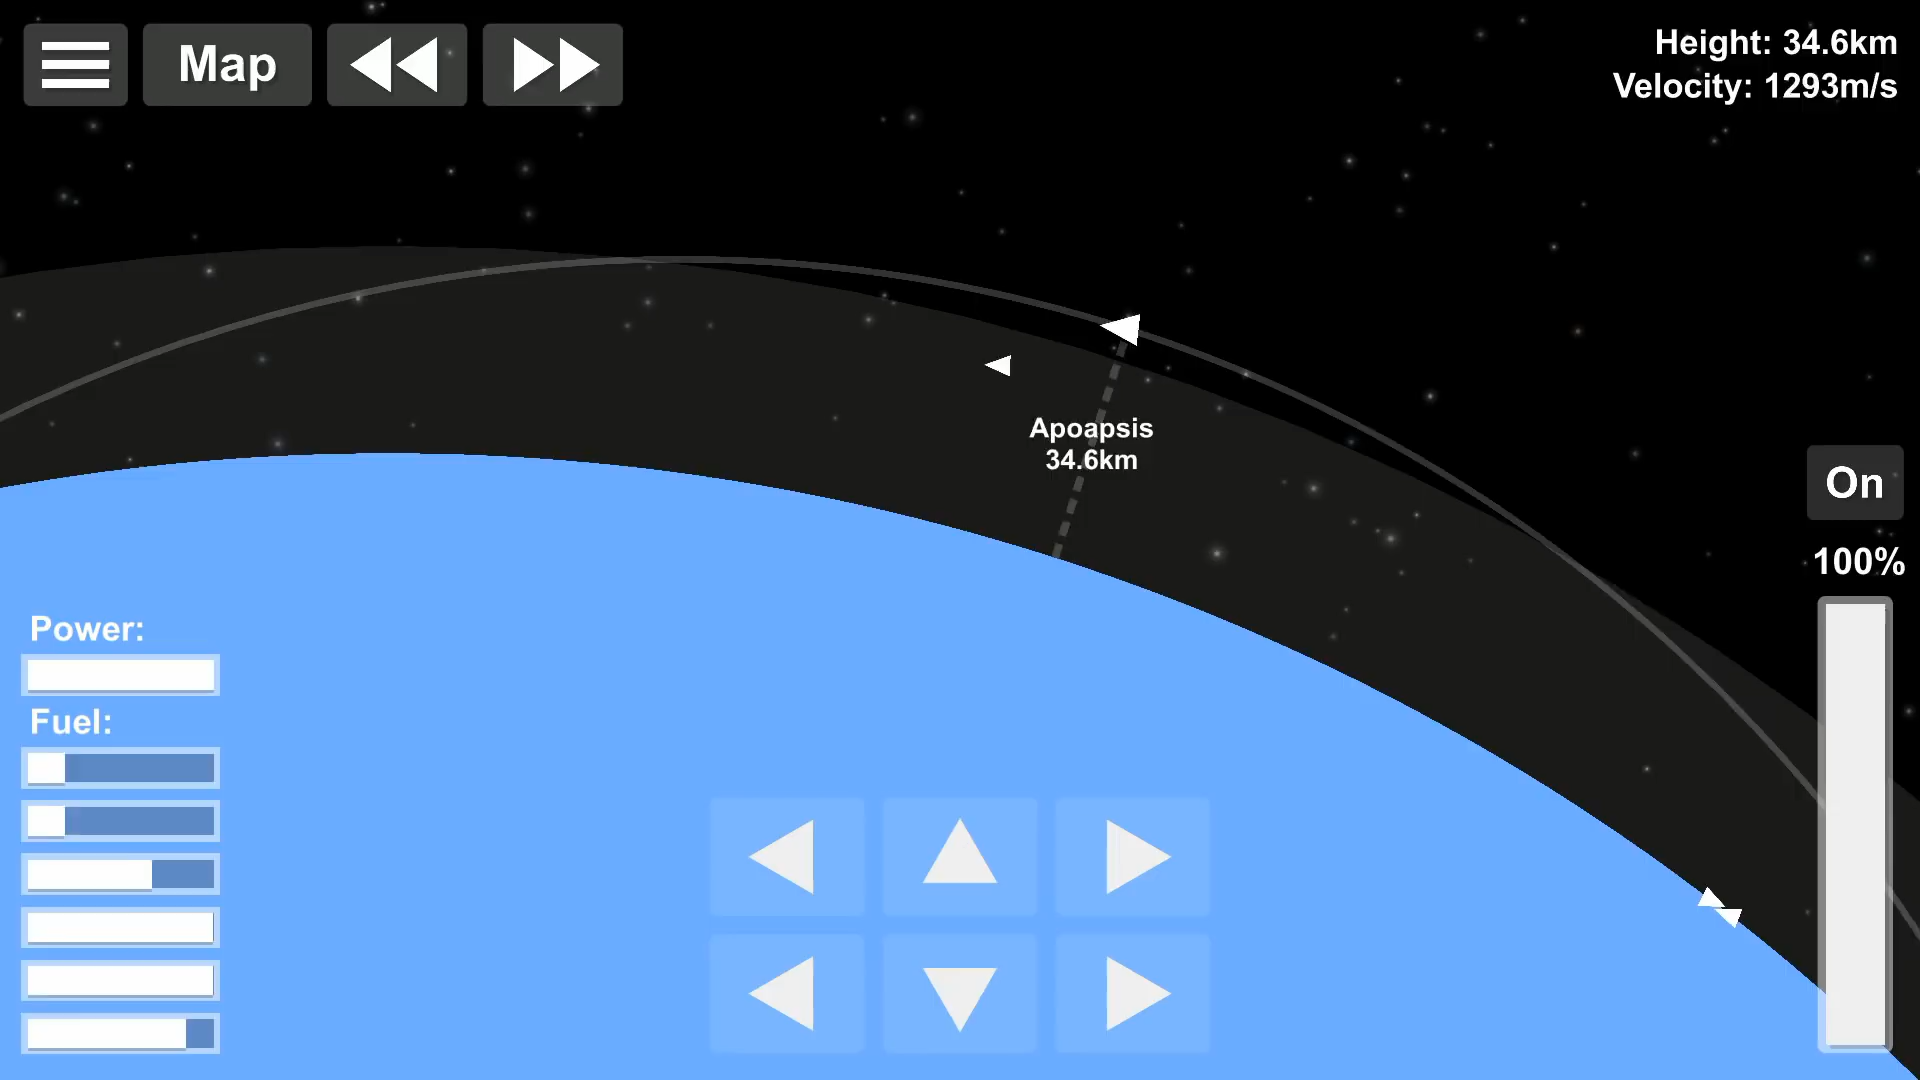 Map
Height: 34.6km
Velocity: 1293m/s
Apoapsis
34.6km
On
100%
Power:
Fuel: